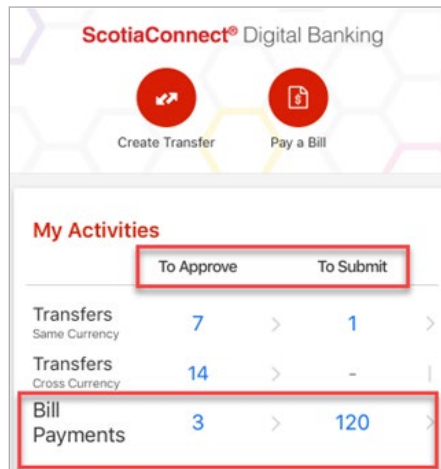 ScotiaConnect® Digital Banking
$
Create Transfer Pay a Bill
My Activities
To Approve To Submit
Transfers 7 > 1 >
Same Currency
Transfers 14 > -
Cross Currency
Bill
Payments 3 > 120 >